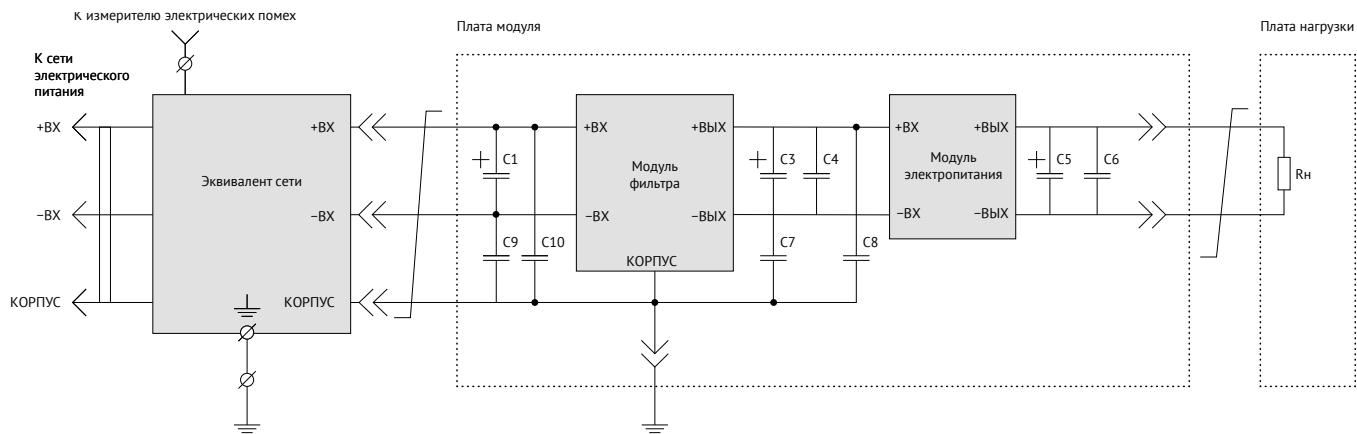 К измерителю электрических помех
Плата модуля
Плата нагрузки
К сети
электрического
питания
+ВХ
+ВХ
+ВХ
+ВЫХ
+ВХ
+ВЫХ
Эквивалент сети
C1
Модуль
фильтра
C3
C4
Модуль
электропитания
C5
C6
Rн
−ВХ
−ВХ
−ВХ
−ВЫХ
−ВХ
−ВЫХ
C9
C10
C7
C8
КОРПУС
КОРПУС
КОРПУС